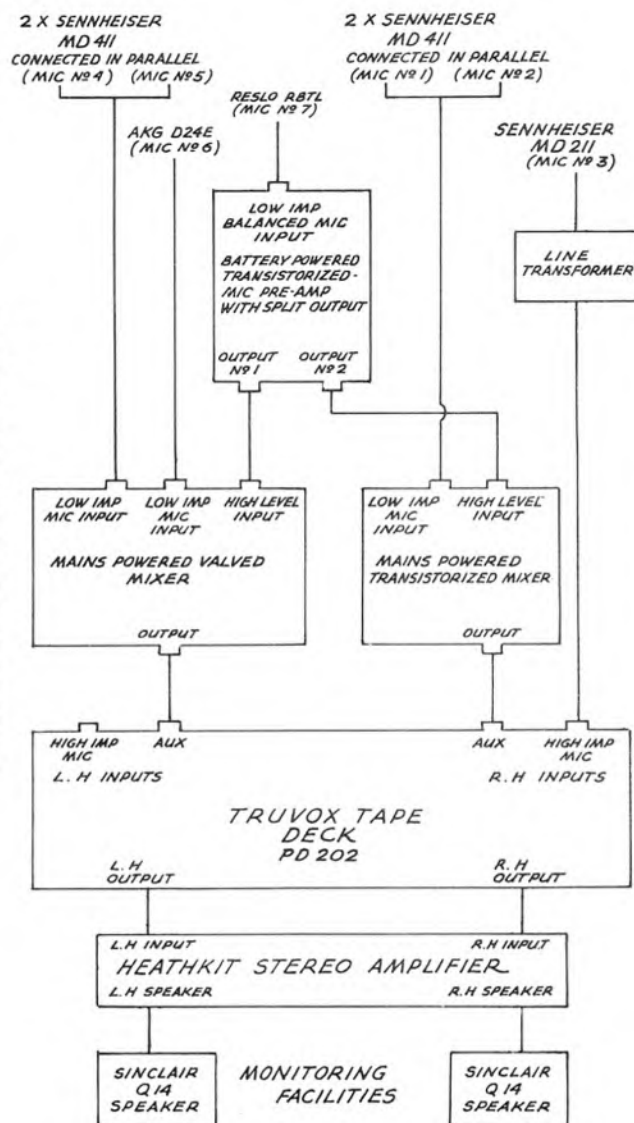 2 X SENNHEISER
MD 411
CONNECTED IN PARALLEL
(MIC Nº 4) (MIC Nº 5)
2 X SENNHEISER
MD 411
CONNECTED IN PARALLEL
(MIC Nº 1) (MIC Nº 2)
RESLO RBTL
(MIC Nº 7)
AKG D24E
(MIC Nº 6)
SENNHEISER
MD 211
(MIC Nº 3)
LOW IMP
BALANCED MIC
INPUT
BATTERY POWERED
TRANSISTORIZED-
MIC PRE-AMP
WITH SPLIT OUTPUT
OUTPUT
Nº 1
OUTPUT
Nº 2
LINE
TRANSFORMER
LOW IMP
MIC INPUT
LOW IMP
MIC
INPUT
HIGH LEVEL
INPUT
MAINS POWERED VALVED
MIXER
OUTPUT
LOW IMP
MIC
INPUT
HIGH LEVEL
INPUT
MAINS POWERED
TRANSISTORIZED MIXER
OUTPUT
HIGH IMP
MIC
AUX
L.H INPUTS
AUX
HIGH IMP
MIC
R.H INPUTS
TRUVOX TAPE
DECK
PD 202
L.H
OUTPUT
R.H
OUTPUT
L.H INPUT
R.H INPUT
HEATHKIT STEREO AMPLIFIER
L.H SPEAKER
R.H SPEAKER
SINCLAIR
Q 14
SPEAKER
MONITORING
FACILITIES
SINCLAIR
Q 14
SPEAKER